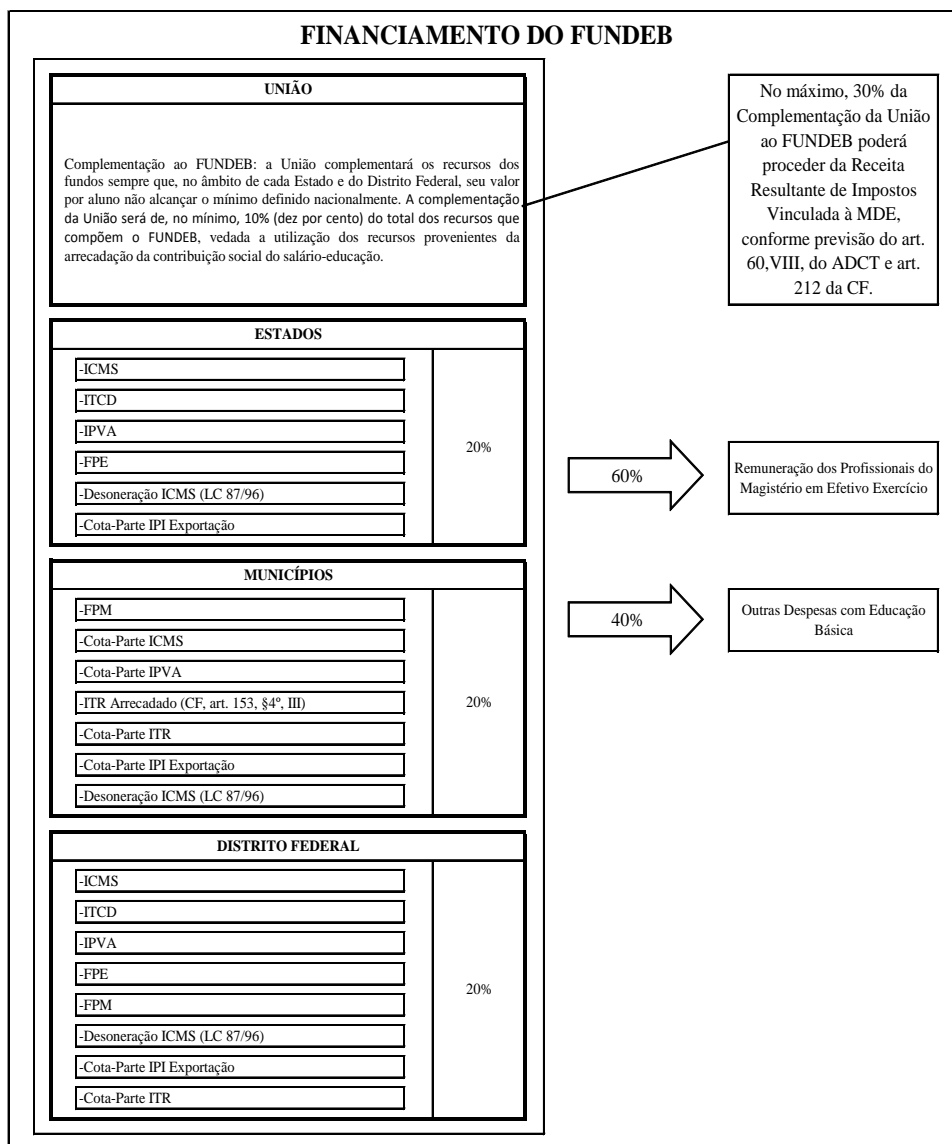 FINANCIAMENTO DO FUNDEB
UNIÃO
Complementação ao FUNDEB: a União complementará os recursos dos
fundos sempre que, no âmbito de cada Estado e do Distrito Federal, seu valor
por aluno não alcançar o mínimo definido nacionalmente. A complementação
da União será de, no mínimo, 10% (dez por cento) do total dos recursos que
compõem o FUNDEB, vedada a utilização dos recursos provenientes da
arrecadação da contribuição social do salário-educação.
No máximo, 30% da
Complementação da União
ao FUNDEB poderá
proceder da Receita
Resultante de Impostos
Vinculada à MDE,
conforme previsão do art.
60,VIII, do ADCT e art.
212 da CF.
ESTADOS
-ICMS
-ITCD
-IPVA
-FPE
-Desoneração ICMS (LC 87/96)
-Cota-Parte IPI Exportação
20%
60%
Remuneração dos Profissionais do
Magistério em Efetivo Exercício
MUNICÍPIOS
-FPM
-Cota-Parte ICMS
-Cota-Parte IPVA
-ITR Arrecadado (CF, art. 153, §4º, III)
-Cota-Parte ITR
-Cota-Parte IPI Exportação
-Desoneração ICMS (LC 87/96)
20%
40%
Outras Despesas com Educação
Básica
DISTRITO FEDERAL
-ICMS
-ITCD
-IPVA
-FPE
-FPM
-Desoneração ICMS (LC 87/96)
-Cota-Parte IPI Exportação
-Cota-Parte ITR
20%